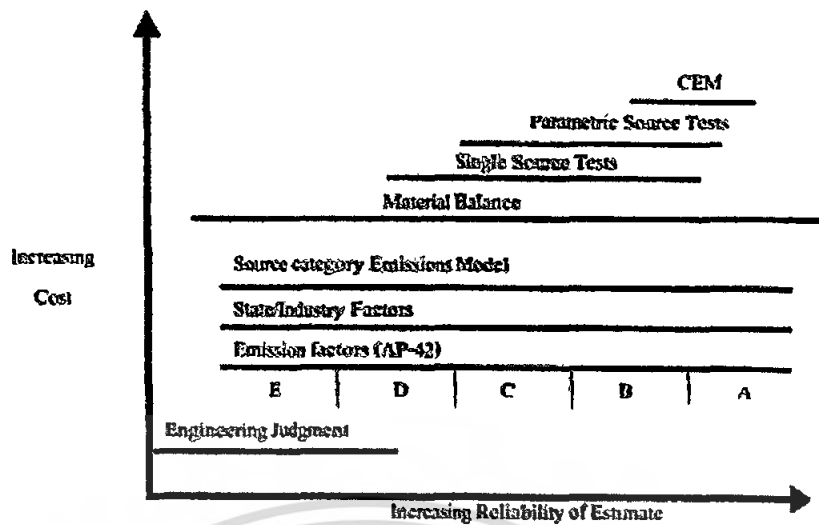 CEM
Parametric Source Tests
Single Source Tests
Material Balance
Increasing
Cost
Source category Emissions Model
State/Industry Factors
Emission factors (AP-42)
E D C B A
Engineering Judgment
Increasing Reliability of Estimate